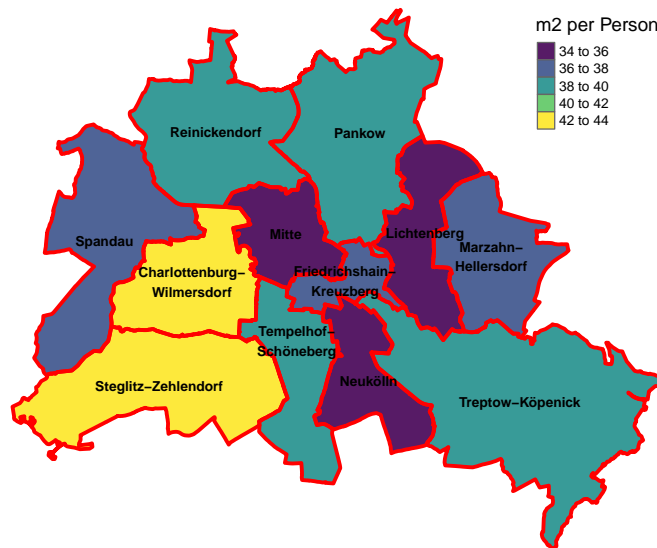 m2 per Person
34 to 36
36 to 38
38 to 40
40 to 42
42 to 44
Reinickendorf
Pankow
Mitte
Lichtenberg
Spandau
Marzahn−
Hellersdorf
Charlottenburg−
Wilmersdorf
Friedrichshain−
Kreuzberg
Tempelhof−
Schöneberg
Steglitz−Zehlendorf
Neukölln
Treptow−Köpenick